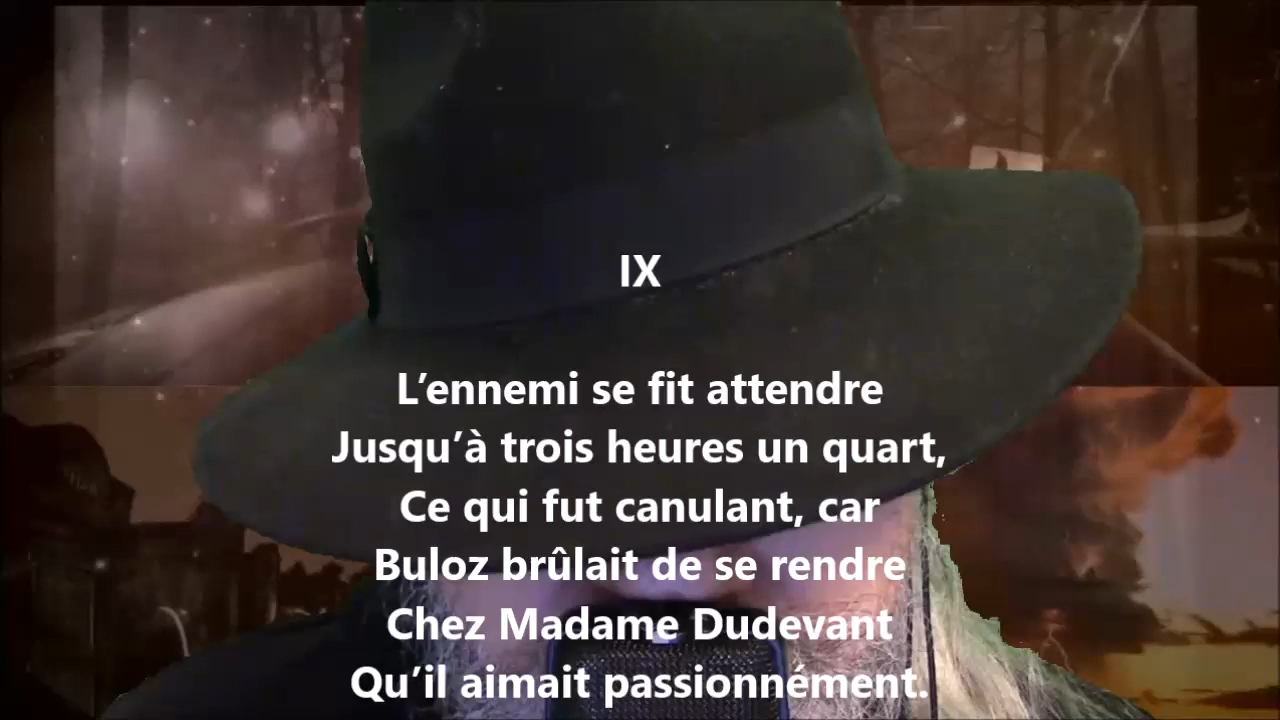 IX
L’ennemi se fit attendre
Jusqu’à trois heures un quart,
Ce qui fut canulant, car
Buloz brûlait de se rendre
Chez Madame Dudevant
Qu’il aimait passionnément.